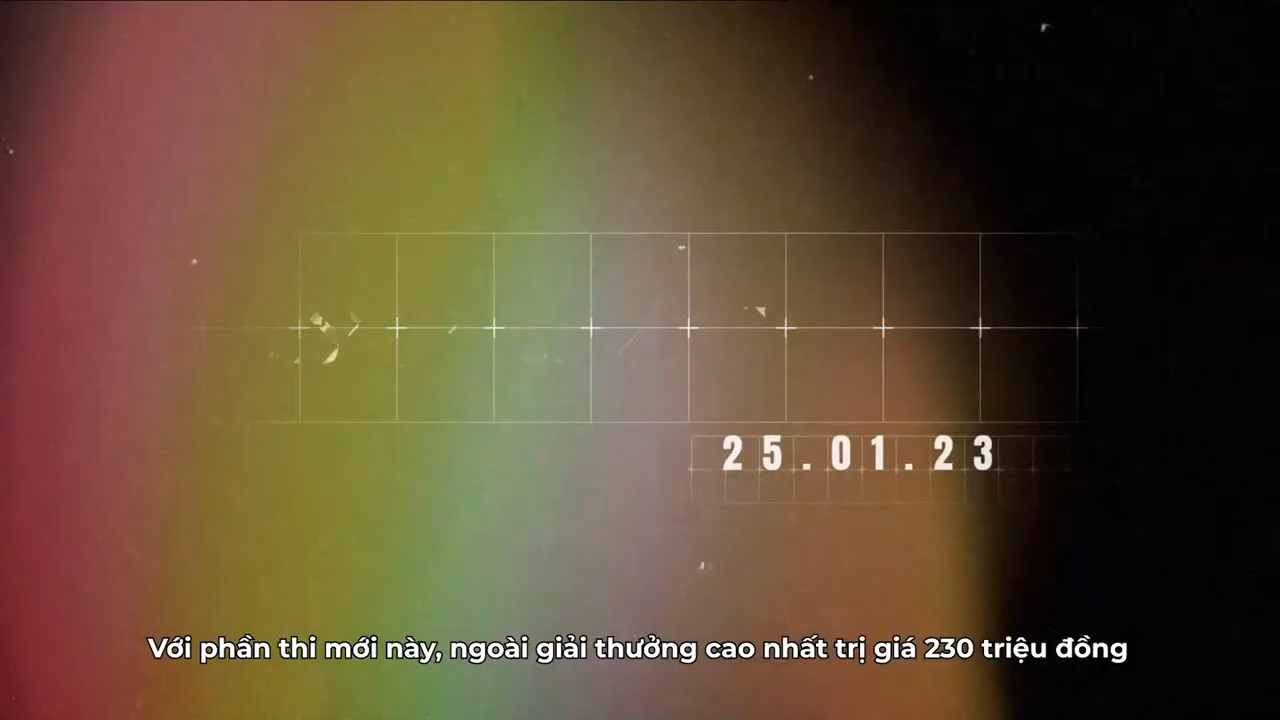 25.01.23
Với phần thi mới này, ngoài giải thưởng cao nhất trị giá 230 triệu đồng